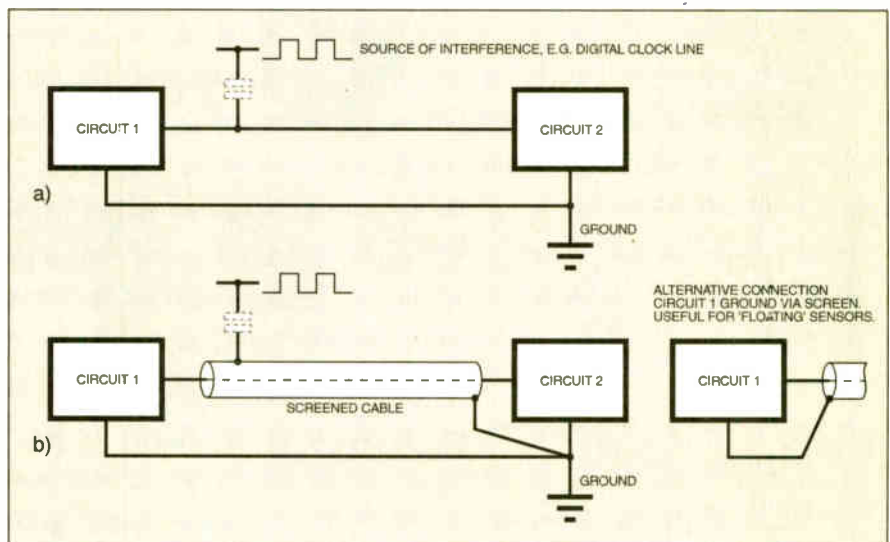 SOURCE OF INTERFERENCE, E.G. DIGITAL CLOCK LINE
CIRCUIT 1
CIRCUIT 2
a)
GROUND
ALTERNATIVE CONNECTION
CIRCUIT 1 GROUND VIA SCREEN.
USEFUL FOR 'FLOATING' SENSORS.
CIRCUIT 1
CIRCUIT 2
CIRCUIT 1
SCREENED CABLE
b)
GROUND